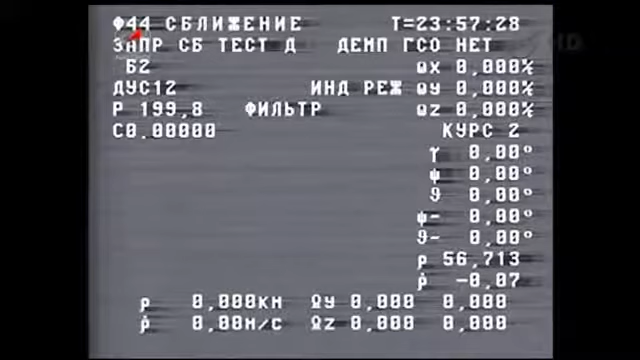 Ф44 СБЛИЖЕНИЕ Т=23:57:28
ЗАПР СБ ТЕСТ Д ДЕМП ГСО НЕТ
HD
Б2 ΩX 0,000%
ДУС12 ИНД РЕЖ ΩУ 0,000%
Р 199,8 ФИЛЬТР ΩZ 0,000%
С0.00000 КУРС 2
γ 0,00°
ψ 0,00°
ϑ 0,00°
ψ- 0,00°
ϑ- 0,00°
ρ 56,713
ρ̇ -0,07
ρ 0,000КМ ΩУ 0,000 0,000
ρ̇ 0,00М/С ΩZ 0,000 0,000